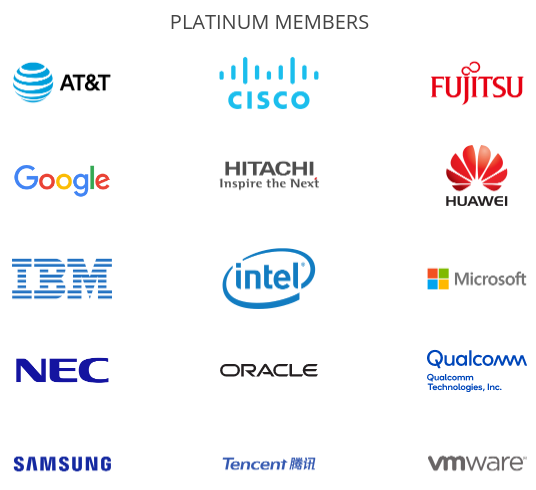 PLATINUM MEMBERS
AT&T
CISCO
FUJITSU
Google
HITACHI
Inspire the Next
HUAWEI
IBM
intel
Microsoft
NEC
ORACLE
Qualcomm
Qualcomm
Technologies, Inc.
SAMSUNG
Tencent 腾讯
vmware